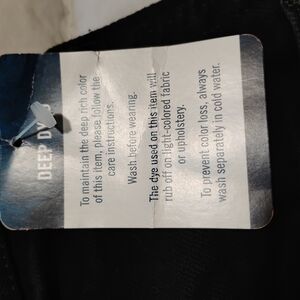 DEEP D
To maintain the deep rich color
of this item, please follow the
care instructions.
Wash before wearing.
The dye used on this item will
rub off on light-colored fabric
or upholstery.
To prevent color loss, always
wash separately in cold water.